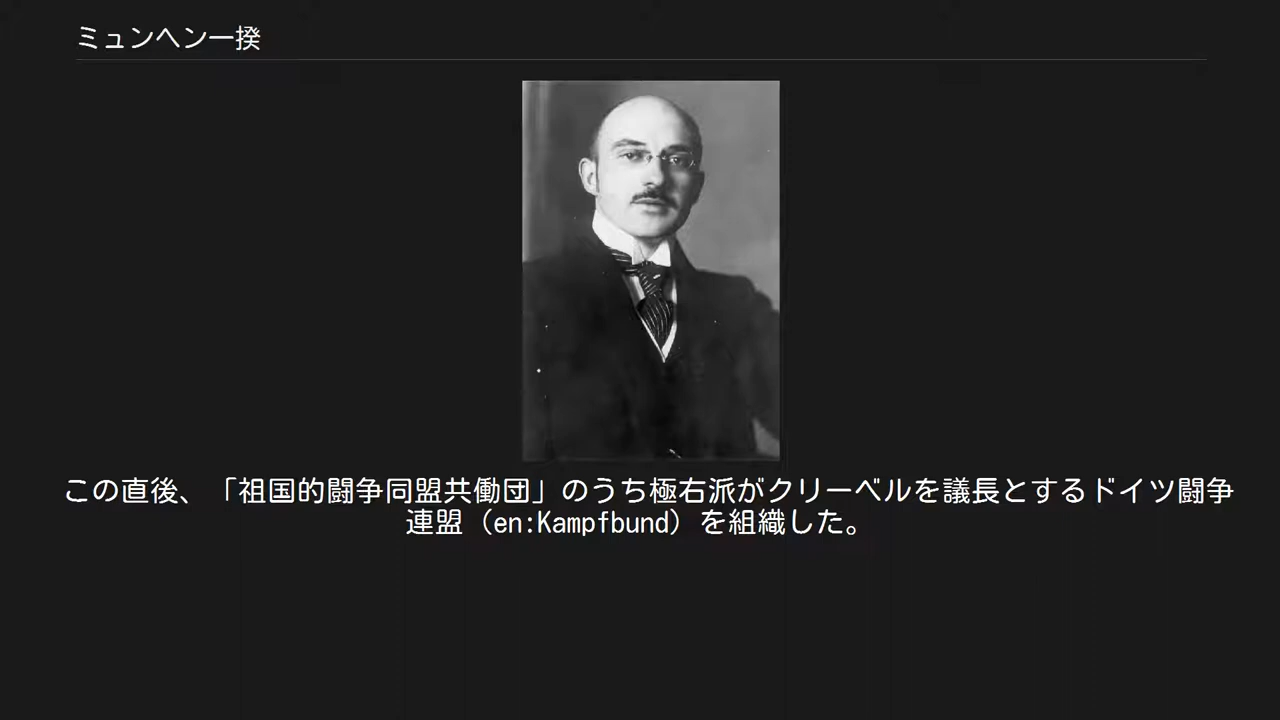 ミュンヘン一揆
この直後、「祖国的闘争同盟共働団」のうち極右派がクリーベルを議長とするドイツ闘争
連盟（en:Kampfbund）を組織した。